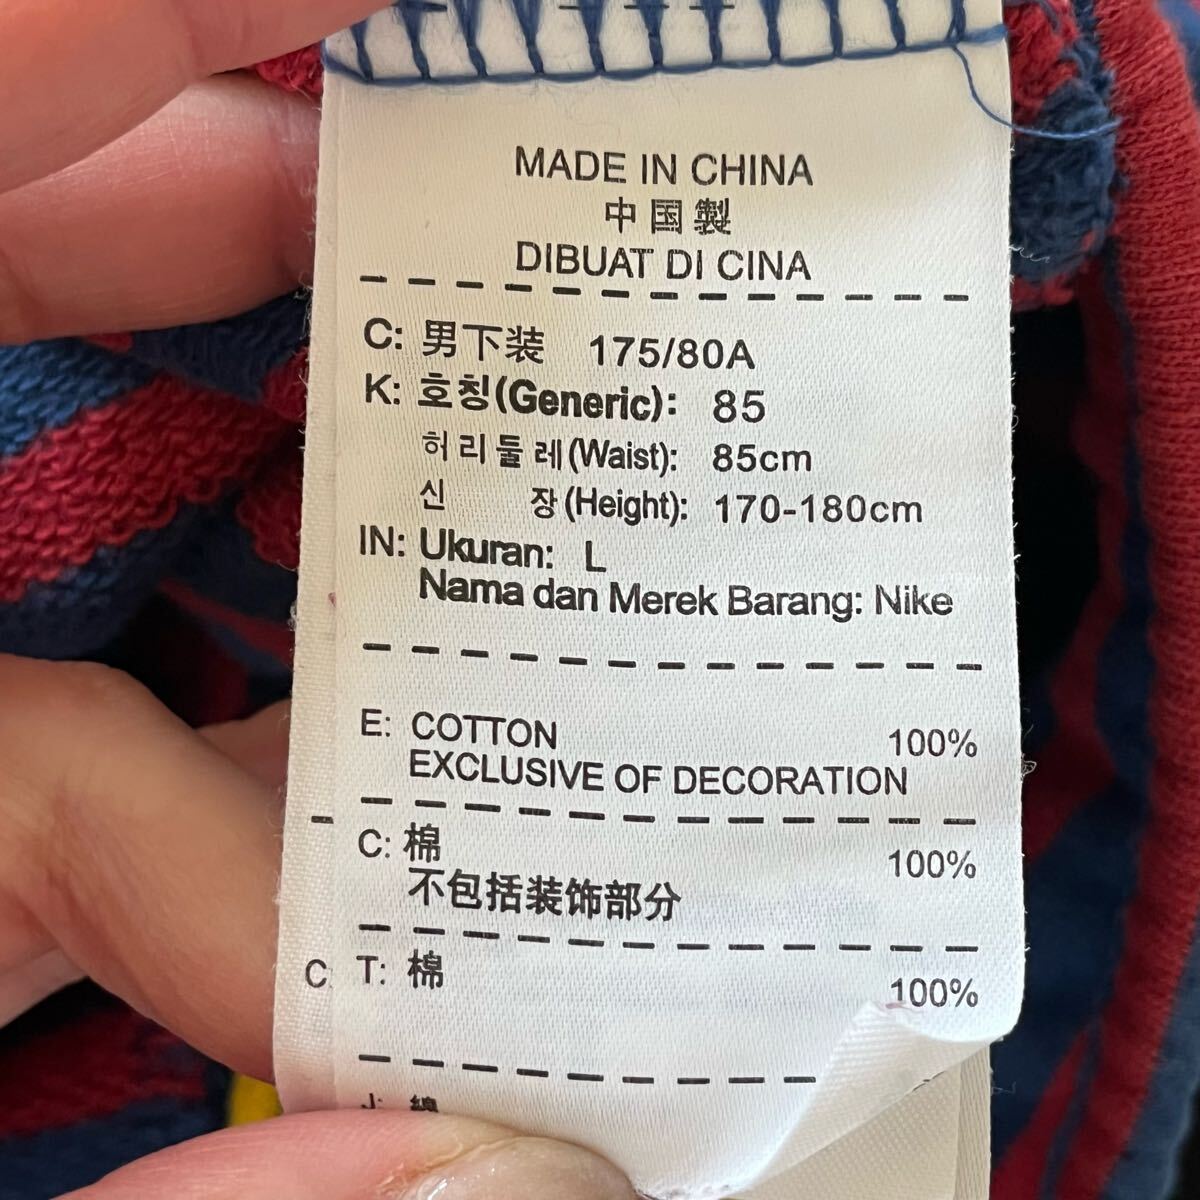 MADE IN CHINA
中国製
DIBUAT DI CINA
C: 男下装 175/80A
K: 호칭(Generic): 85
허리둘레(Waist): 85cm
신 장(Height): 170-180cm
IN: Ukuran: L
Nama dan Merek Barang: Nike
E: COTTON 100%
EXCLUSIVE OF DECORATION
C: 棉 100%
不包括装饰部分
C T: 棉 100%